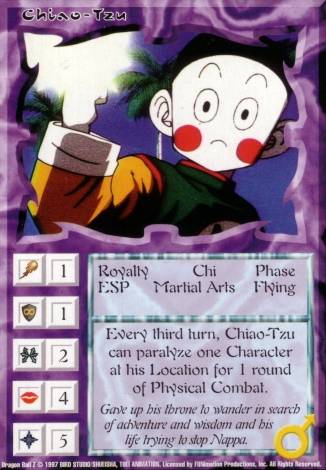 Chiao-Tzu
1
1
2
4
5
Royalty Chi Phase
ESP Martial Arts Flying
Every third turn, Chiao-Tzu
can paralyze one Character
at his Location for 1 round
of Physical Combat.
Gave up his throne to wander in search
of adventure and wisdom and his
life trying to stop Nappa.
Dragon Ball Z © 1997 BIRD STUDIO/SHUEISHA, TOEI ANIMATION. Licensed by FUNimation Productions, Inc. All Rights Reserved.